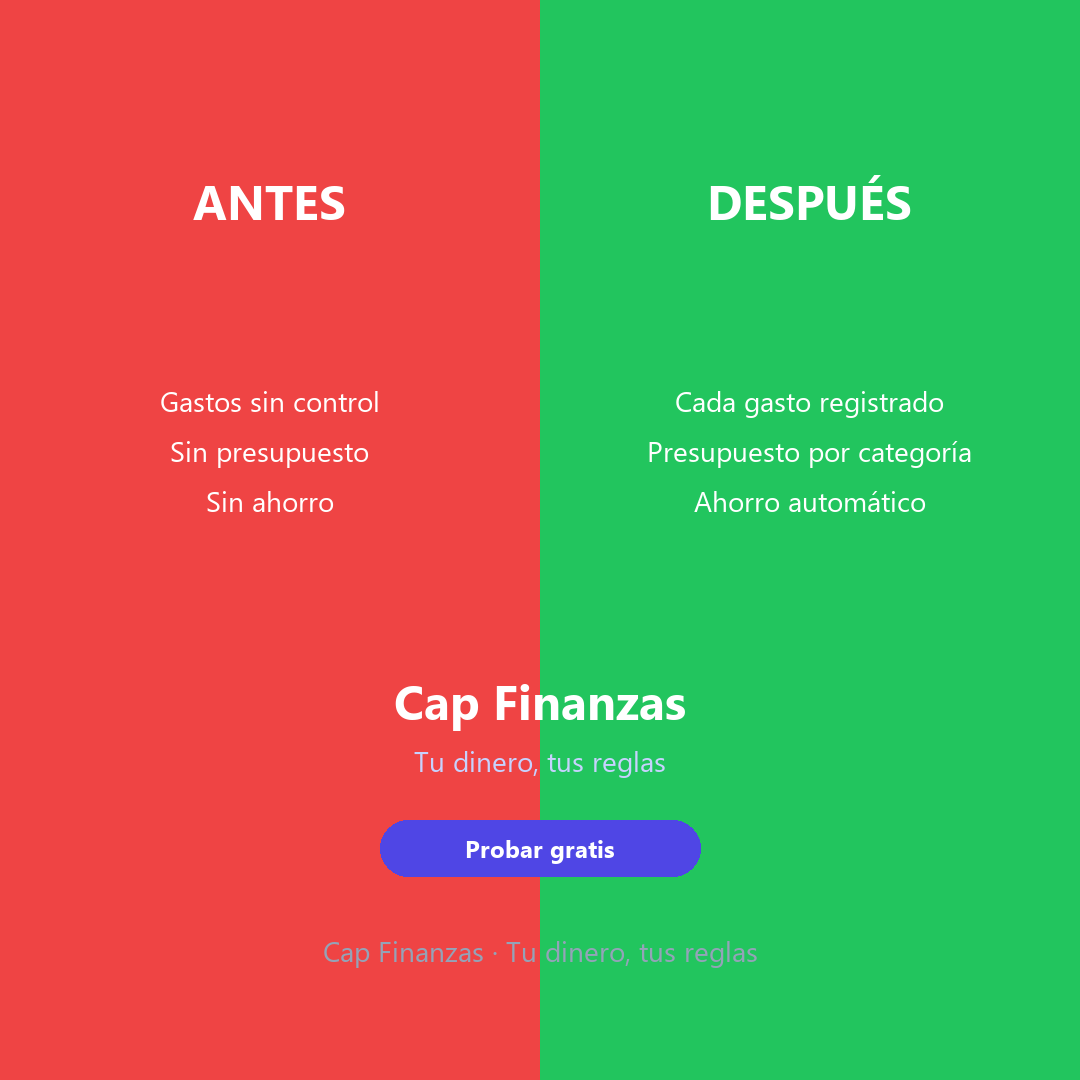 ANTES
Gastos sin control
Sin presupuesto
Sin ahorro
DESPUÉS
Cada gasto registrado
Presupuesto por categoría
Ahorro automático
Cap Finanzas
Tu dinero, tus reglas
Probar gratis
Cap Finanzas · Tu dinero, tus reglas